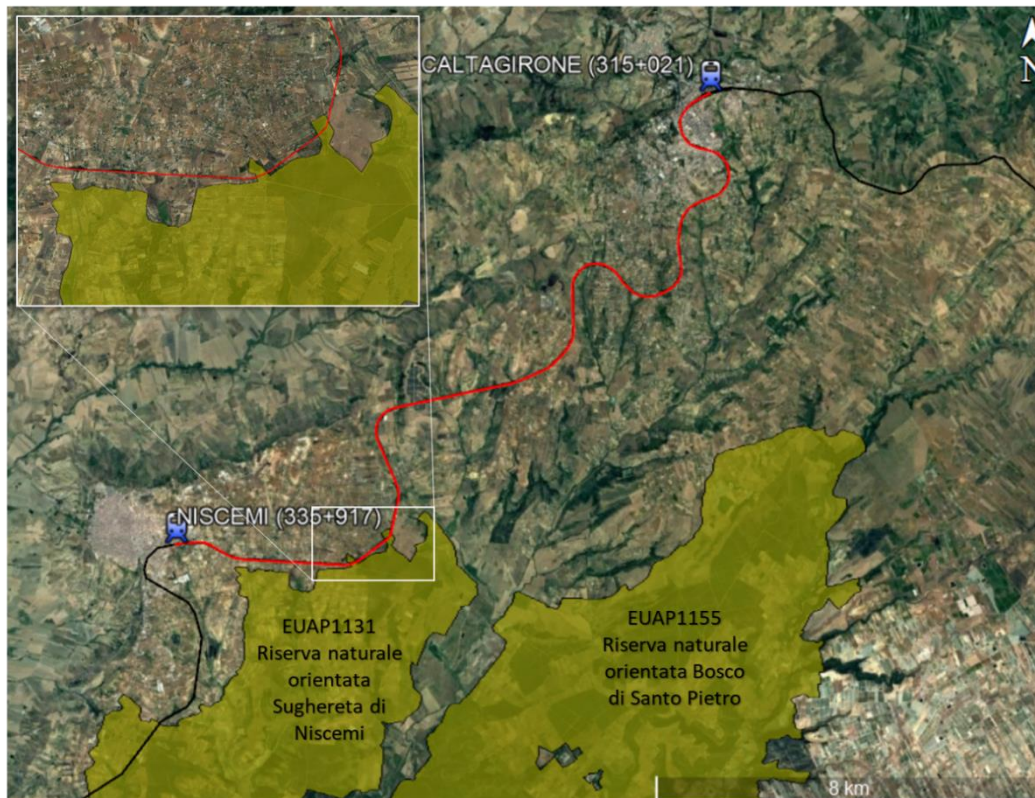 CALTAGIRONE (315+021)
N
NISCEMI (335+917)
EUAP1131
Riserva naturale
orientata
Sughereta di
Niscemi
EUAP1155
Riserva naturale
orientata Bosco
di Santo Pietro
8 km